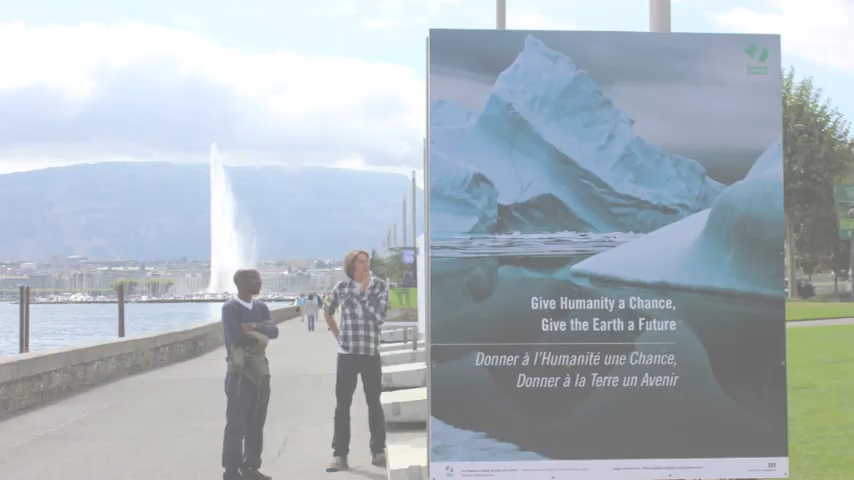 Give Humanity a Chance,
Give the Earth a Future
Donner à l'Humanité une Chance,
Donner à la Terre un Avenir